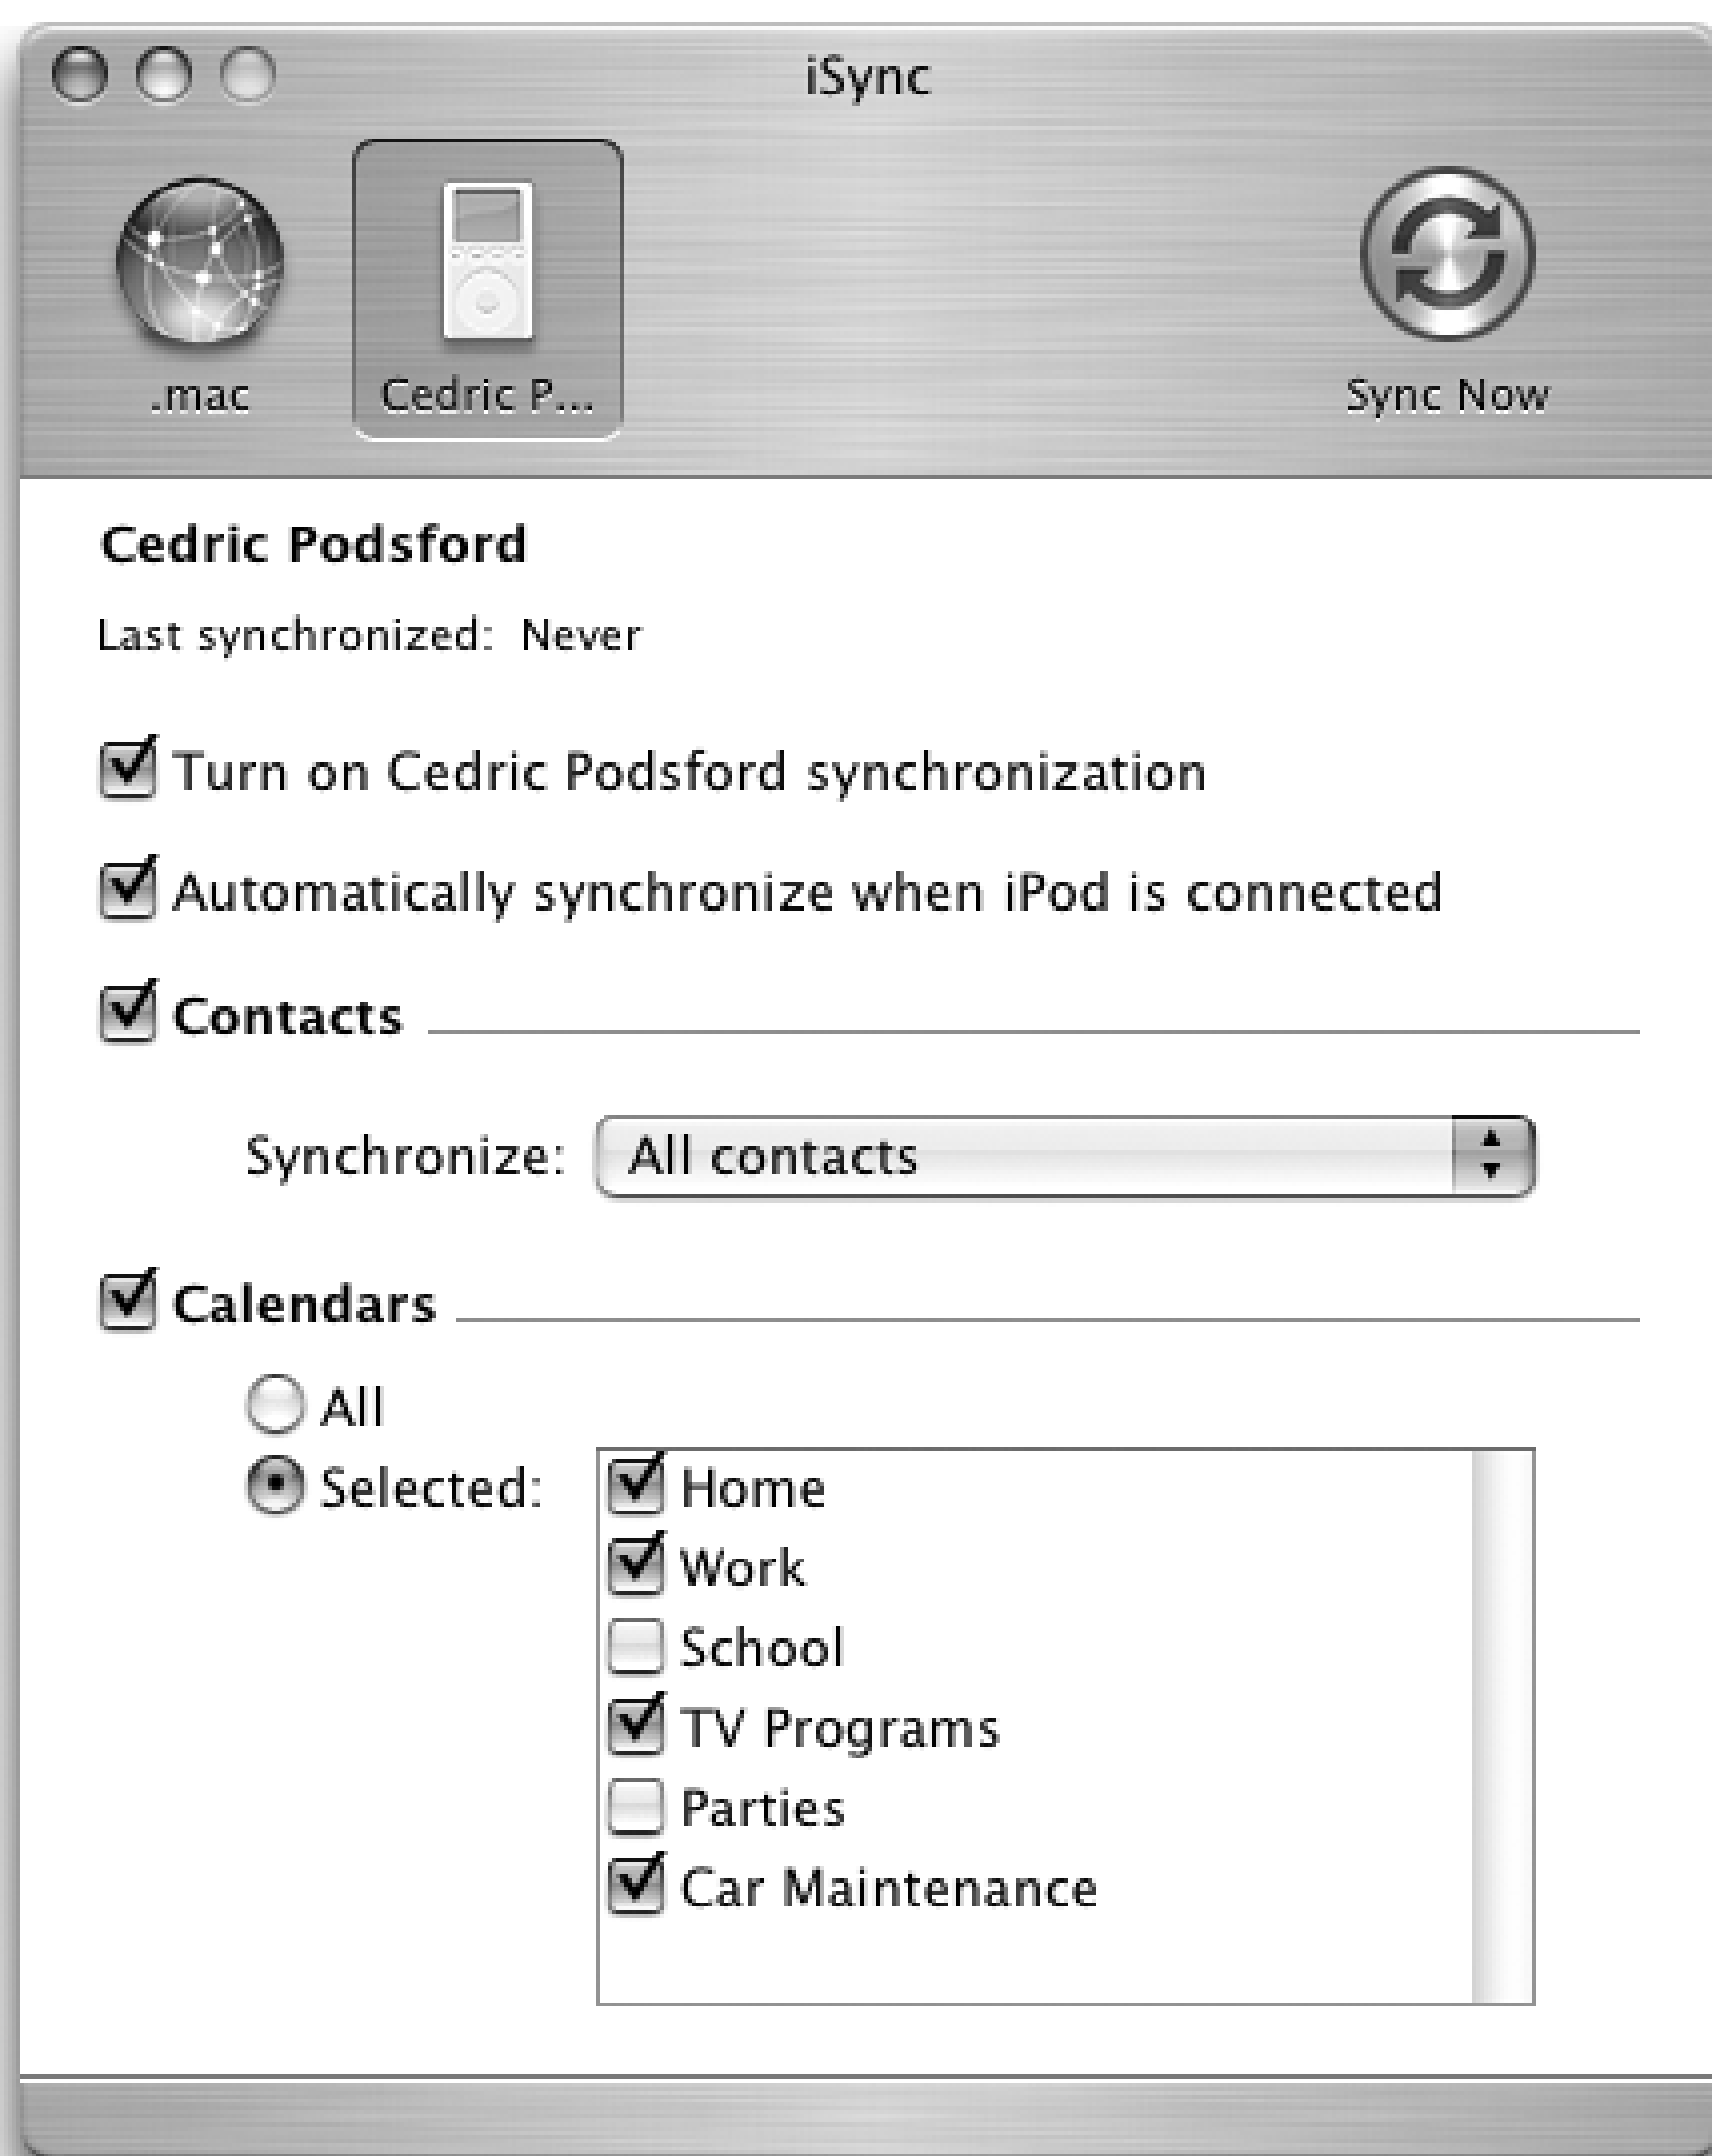 iSync
.mac
Cedric P...
Sync Now
Cedric Podsford
Last synchronized: Never
Turn on Cedric Podsford synchronization
Automatically synchronize when iPod is connected
Contacts
Synchronize: All contacts
Calendars
All
Selected:
Home
Work
School
TV Programs
Parties
Car Maintenance